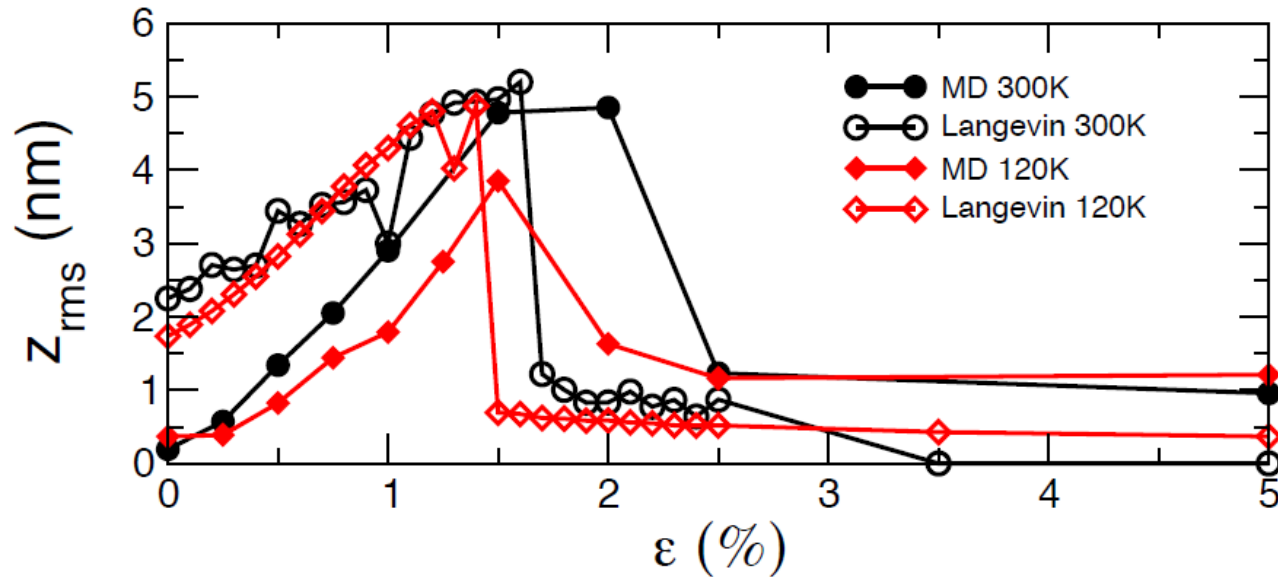 6
5
4
3
2
1
0
z_rms (nm)
MD 300K
Langevin 300K
MD 120K
Langevin 120K
0 1 2 3 4 5
ε (%)